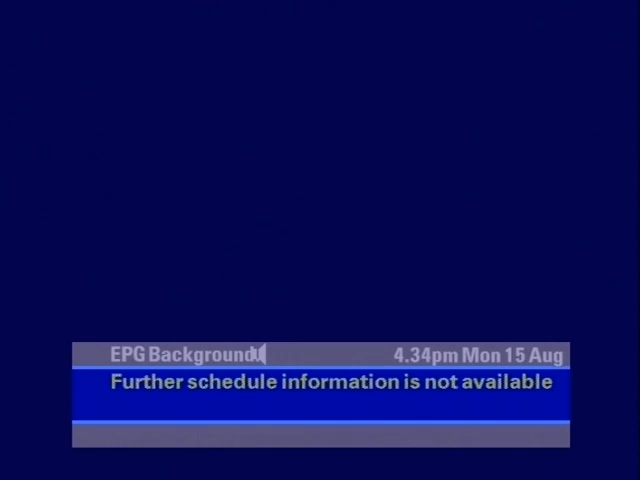 EPG Background
4.34pm Mon 15 Aug
Further schedule information is not available